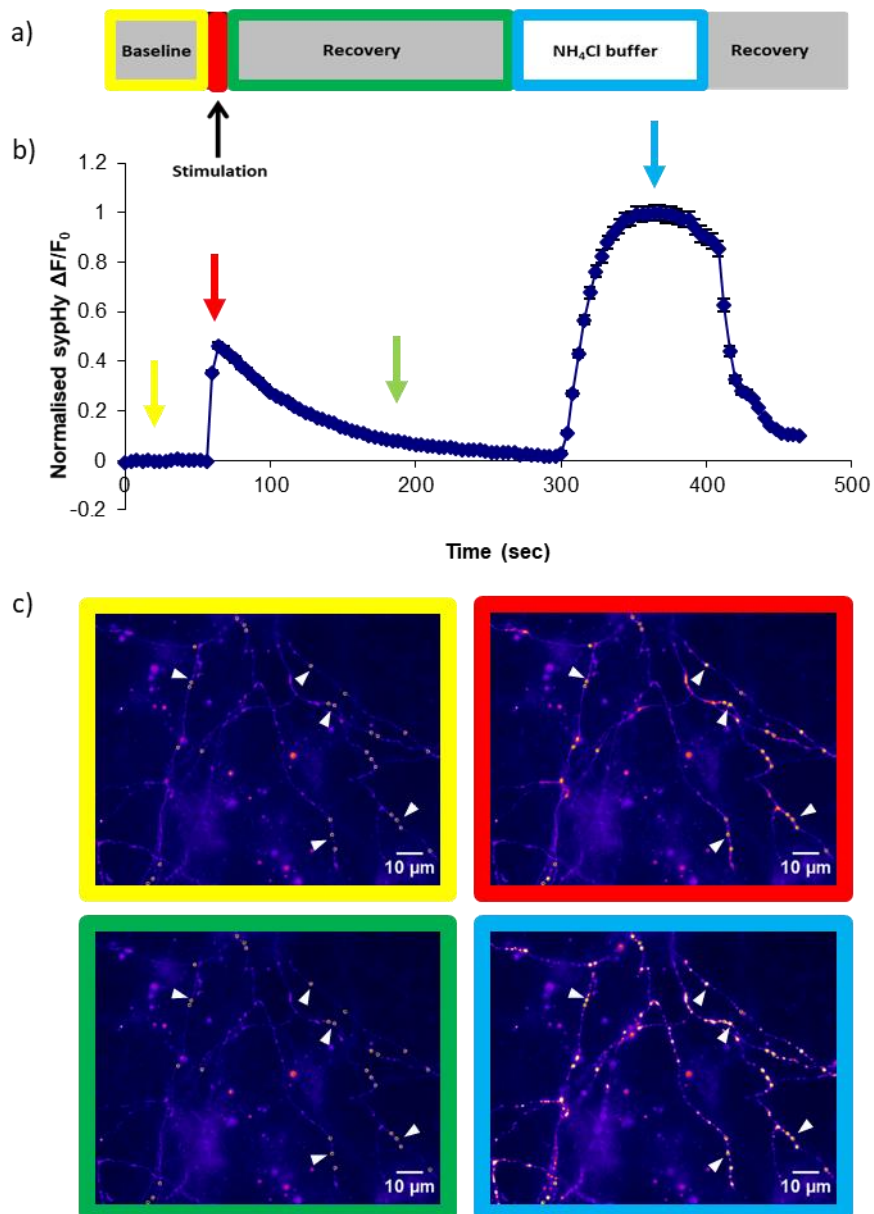 a)
Baseline
Recovery
NH₄Cl buffer
Recovery
Stimulation
b)
Normalised sypHy ΔF/F₀
1.2
1
0.8
0.6
0.4
0.2
0
-0.2
0
100
200
300
400
500
Time (sec)
c)
10 µm
10 µm
10 µm
10 µm